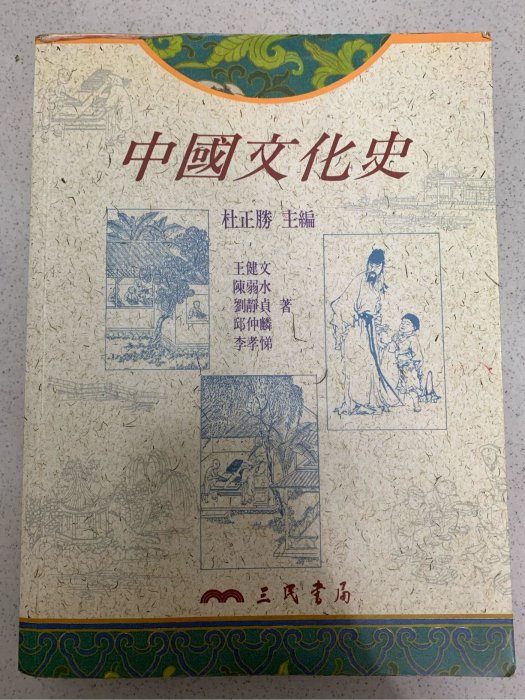 中國文化史
杜正勝 主編
王健文
陳弱水
劉靜貞 著
邱仲麟
李孝悌
三民書局